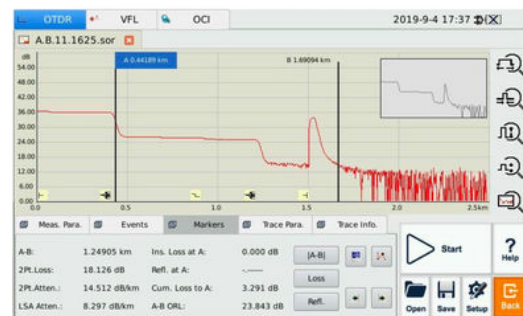 OTDR VFL OCI 2019-9-4 17:37
A.B.11.1625.sor
dB
A 0.44189 km B 1.69094 km
54.00
48.00
42.00
36.00
30.00
24.00
18.00
12.00
6.00
0.00
0.0 0.5 1.0 1.5 2.0 2.5km
Meas. Para. Events Markers Trace Para. Trace Info.
A-B: 1.24905 km Ins. Loss at A: 0.000 dB |A-B|
2Pt.Loss: 18.126 dB Refl. at A: -.-----
2Pt.Atten.: 14.512 dB/km Cum. Loss to A: 3.291 dB Loss
LSA Atten.: 8.297 dB/km A-B ORL: 23.843 dB Refl.
Start ? Help
Open Save Setup Back